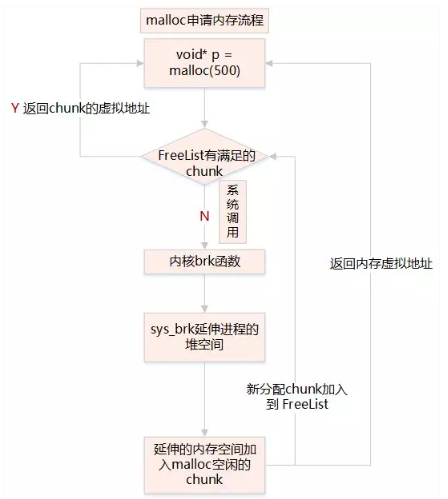 malloc申请内存流程
void* p =
malloc(500)
Y 返回chunk的虚拟地址
FreeList有满足的
chunk
N
系
统
调
用
内核brk函数
返回内存虚拟地址
sys_brk延伸进程的
堆空间
新分配chunk加入
到 FreeList
延伸的内存空间加
入malloc空闲的
chunk